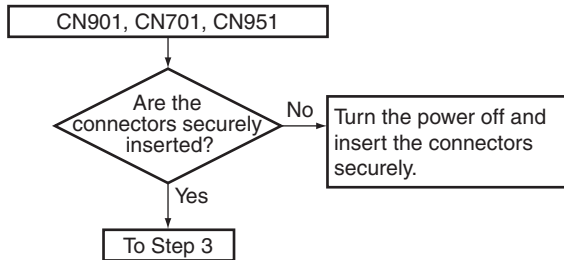 CN901, CN701, CN951
Are the
connectors securely
inserted?
No
Turn the power off and
insert the connectors
securely.
Yes
To Step 3